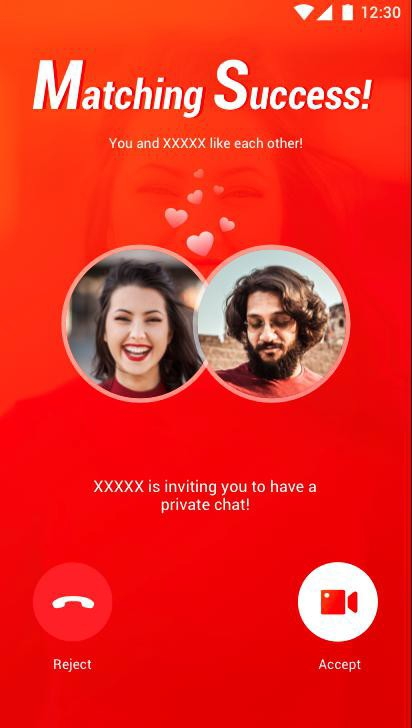 12:30
Matching Success!
You and XXXXX like each other!
XXXXX is inviting you to have a
private chat!
Reject
Accept